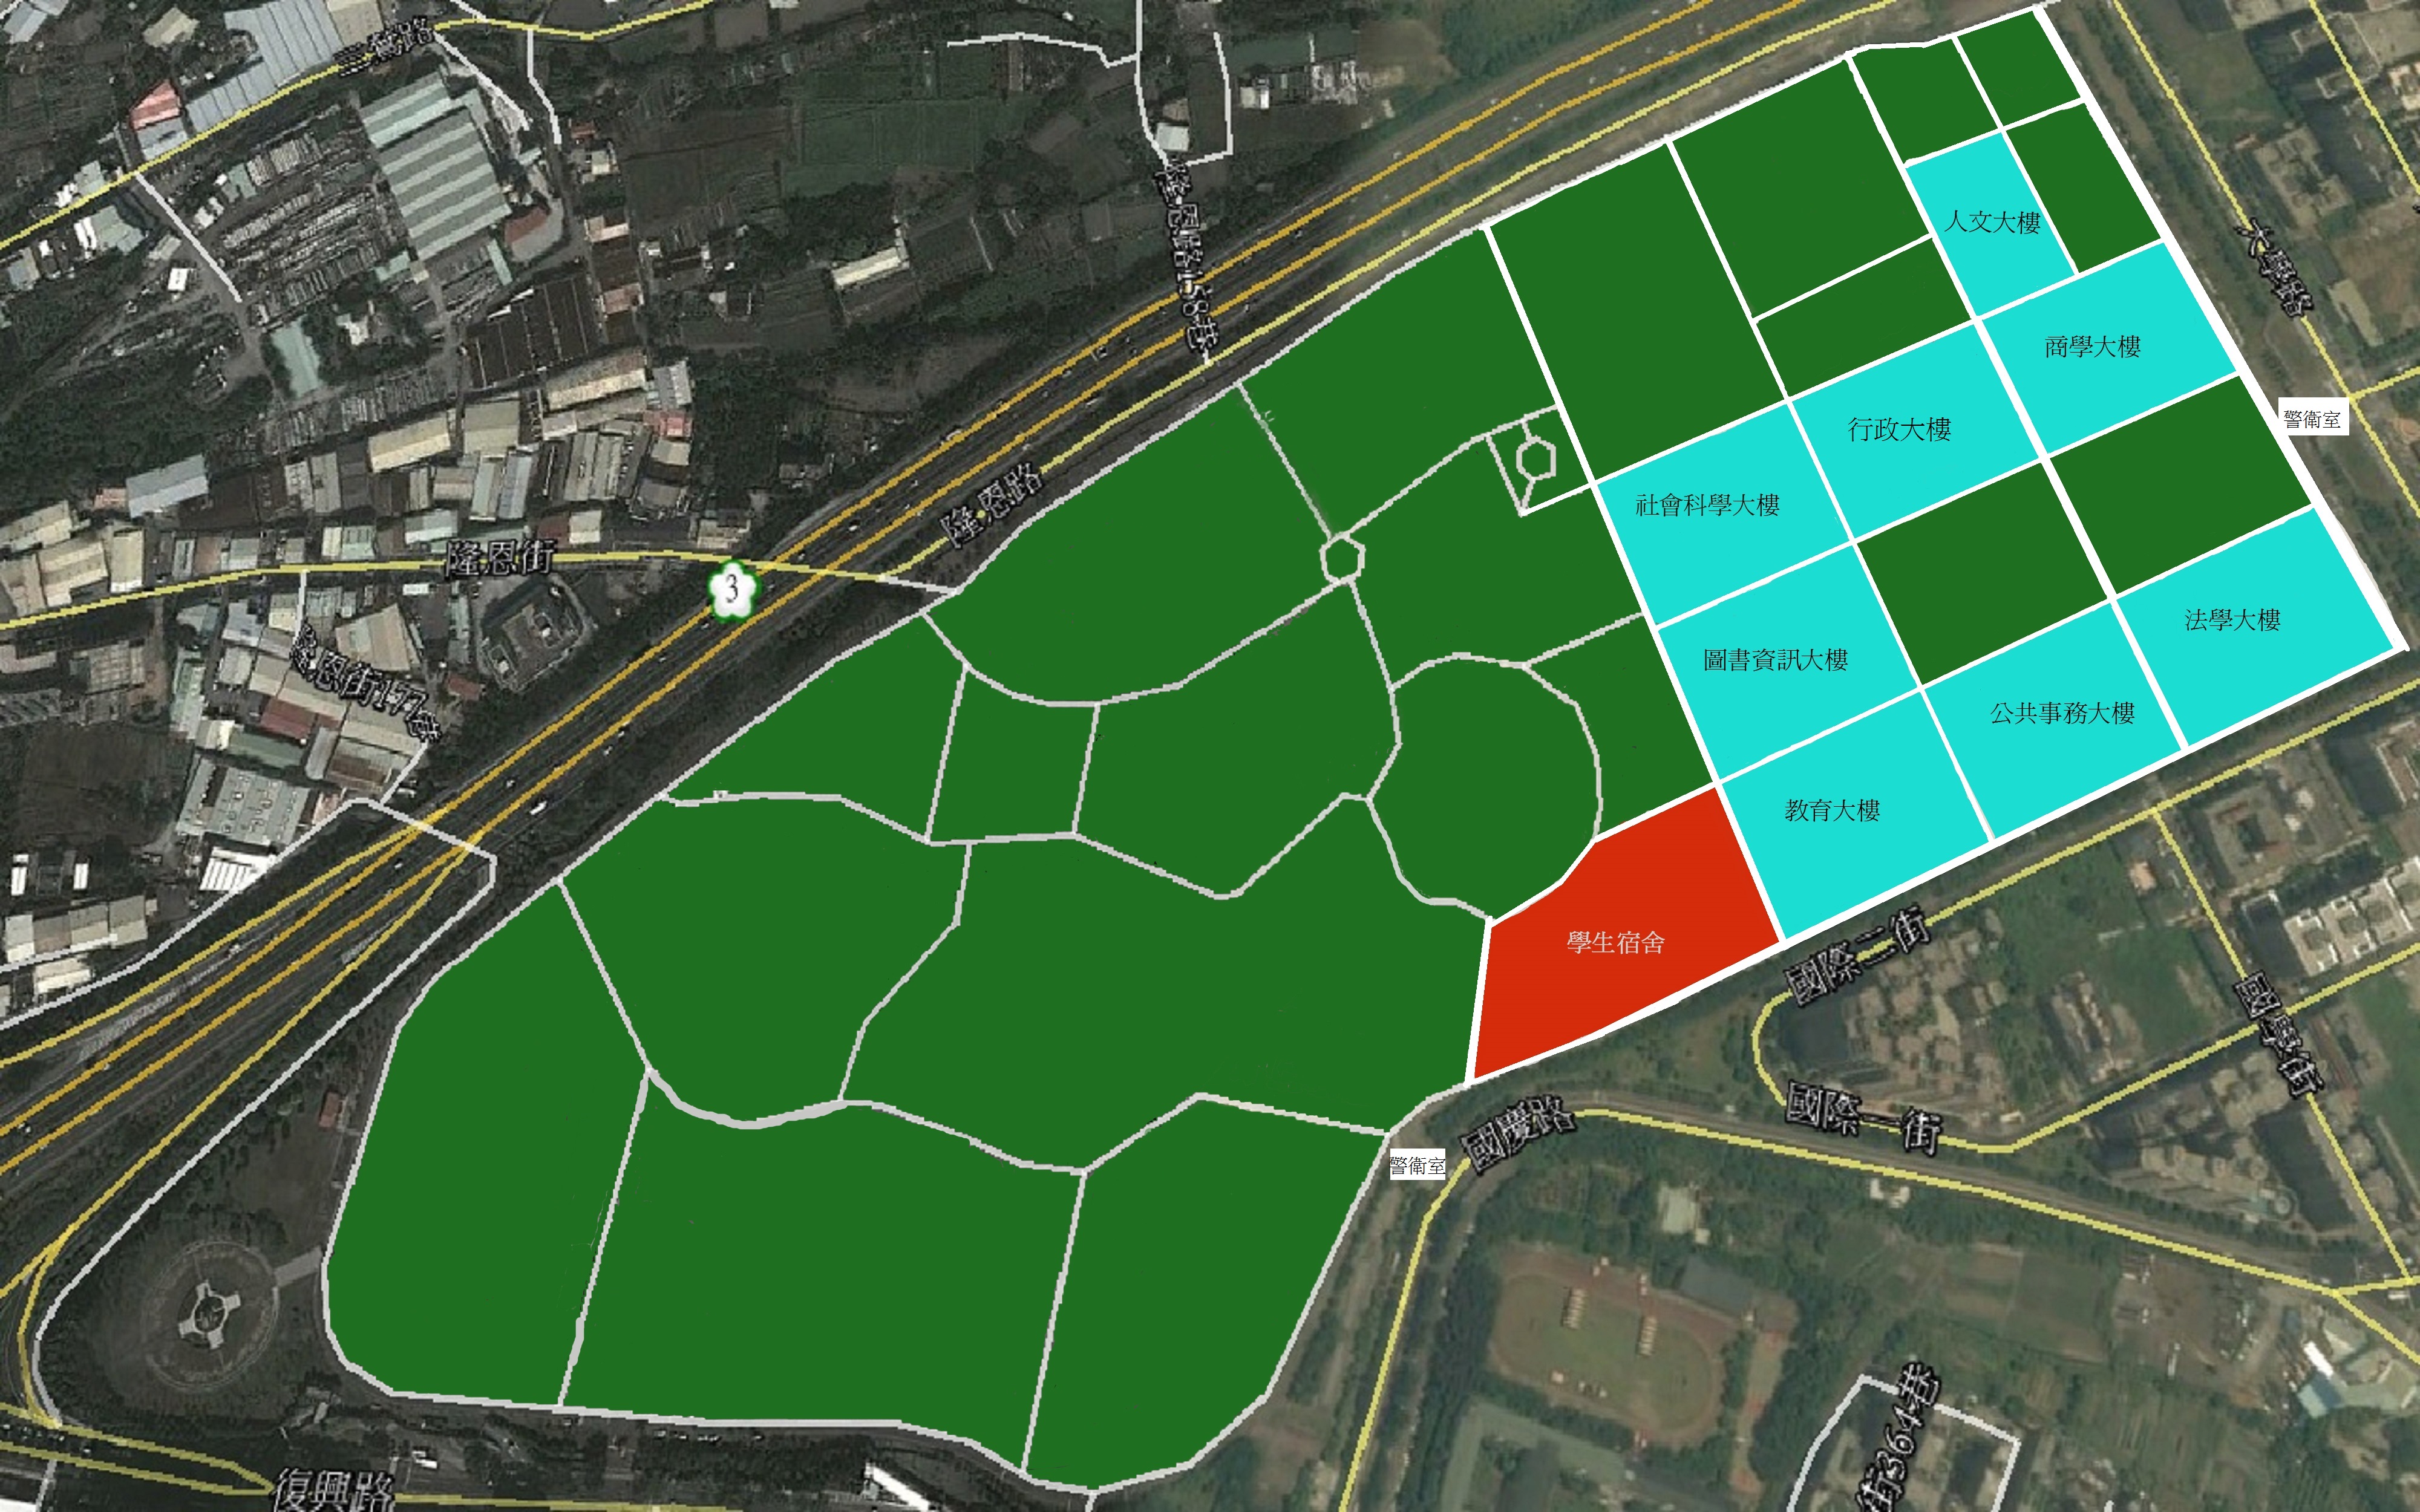 三鶯路
隆恩街158巷
大學路
人文大樓
商學大樓
警衛室
行政大樓
社會科學大樓
隆恩路
隆恩街
3
法學大樓
圖書資訊大樓
隆恩街177巷
公共事務大樓
教育大樓
學生宿舍
國際二街
國學街
國際一街
國慶路
警衛室
街364巷
復興路